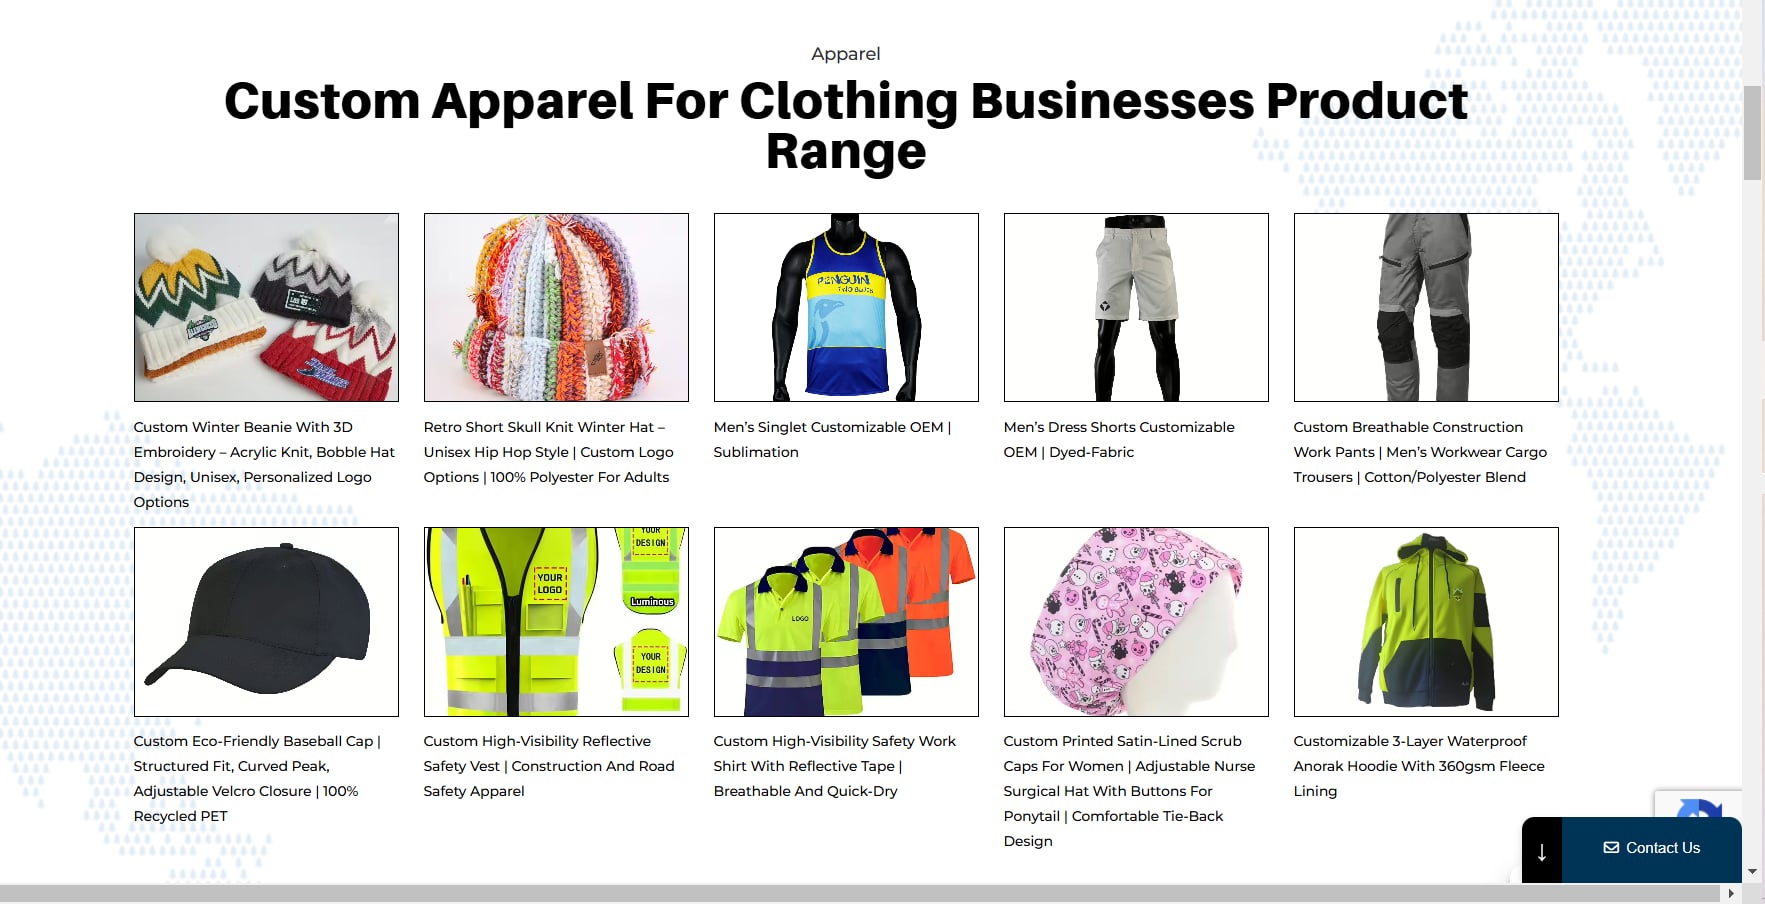 Apparel
Custom Apparel For Clothing Businesses Product
Range
PENGUIN
TWO BLUES
Custom Winter Beanie With 3D
Embroidery – Acrylic Knit, Bobble Hat
Design, Unisex, Personalized Logo
Options
Retro Short Skull Knit Winter Hat –
Unisex Hip Hop Style | Custom Logo
Options | 100% Polyester For Adults
Men’s Singlet Customizable OEM |
Sublimation
Men’s Dress Shorts Customizable
OEM | Dyed-Fabric
Custom Breathable Construction
Work Pants | Men’s Workwear Cargo
Trousers | Cotton/Polyester Blend
YOUR
LOGO
YOUR
DESIGN
Luminous
YOUR
DESIGN
LOGO
Custom Eco-Friendly Baseball Cap |
Structured Fit, Curved Peak,
Adjustable Velcro Closure | 100%
Recycled PET
Custom High-Visibility Reflective
Safety Vest | Construction And Road
Safety Apparel
Custom High-Visibility Safety Work
Shirt With Reflective Tape |
Breathable And Quick-Dry
Custom Printed Satin-Lined Scrub
Caps For Women | Adjustable Nurse
Surgical Hat With Buttons For
Ponytail | Comfortable Tie-Back
Design
Customizable 3-Layer Waterproof
Anorak Hoodie With 360gsm Fleece
Lining
↓
Contact Us